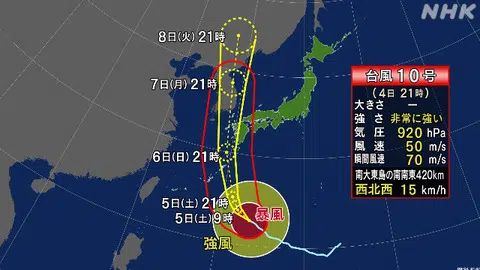 NHK
8日(火)21時
7日(月)21時
6日(日)21時
5日(土)21時
5日(土)9時
暴風
強風
台風10号
(4日 21時)
大きさ ー
強さ 非常に強い
気圧 920 hPa
風速 50 m/s
瞬間風速 70 m/s
南大東島の南南東420km
西北西 15 km/h